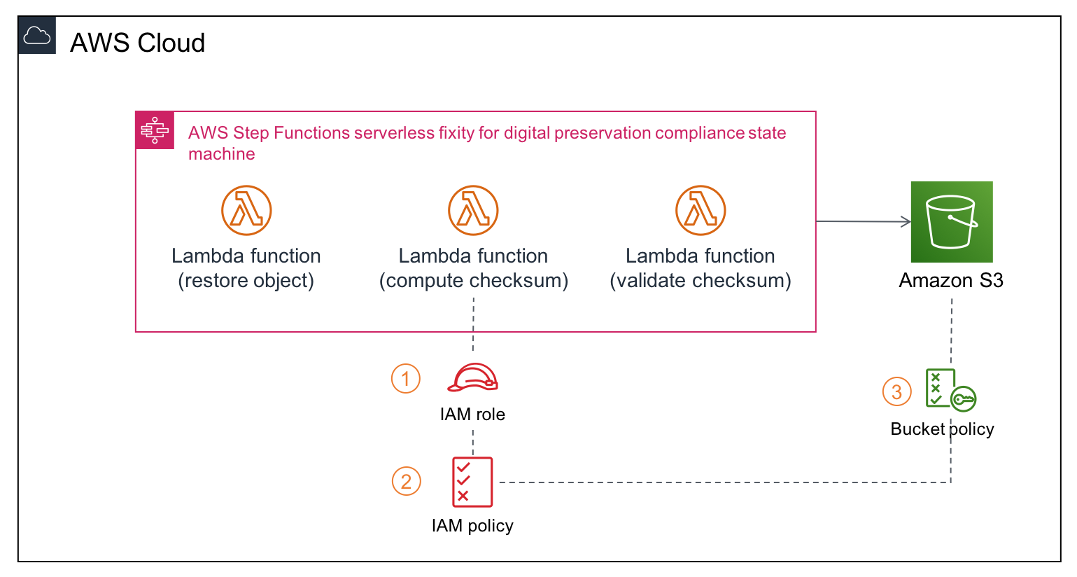 AWS Cloud
AWS Step Functions serverless fixity for digital preservation compliance state
machine
Lambda function
(restore object)
Lambda function
(compute checksum)
Lambda function
(validate checksum)
Amazon S3
1
IAM role
3
Bucket policy
2
IAM policy